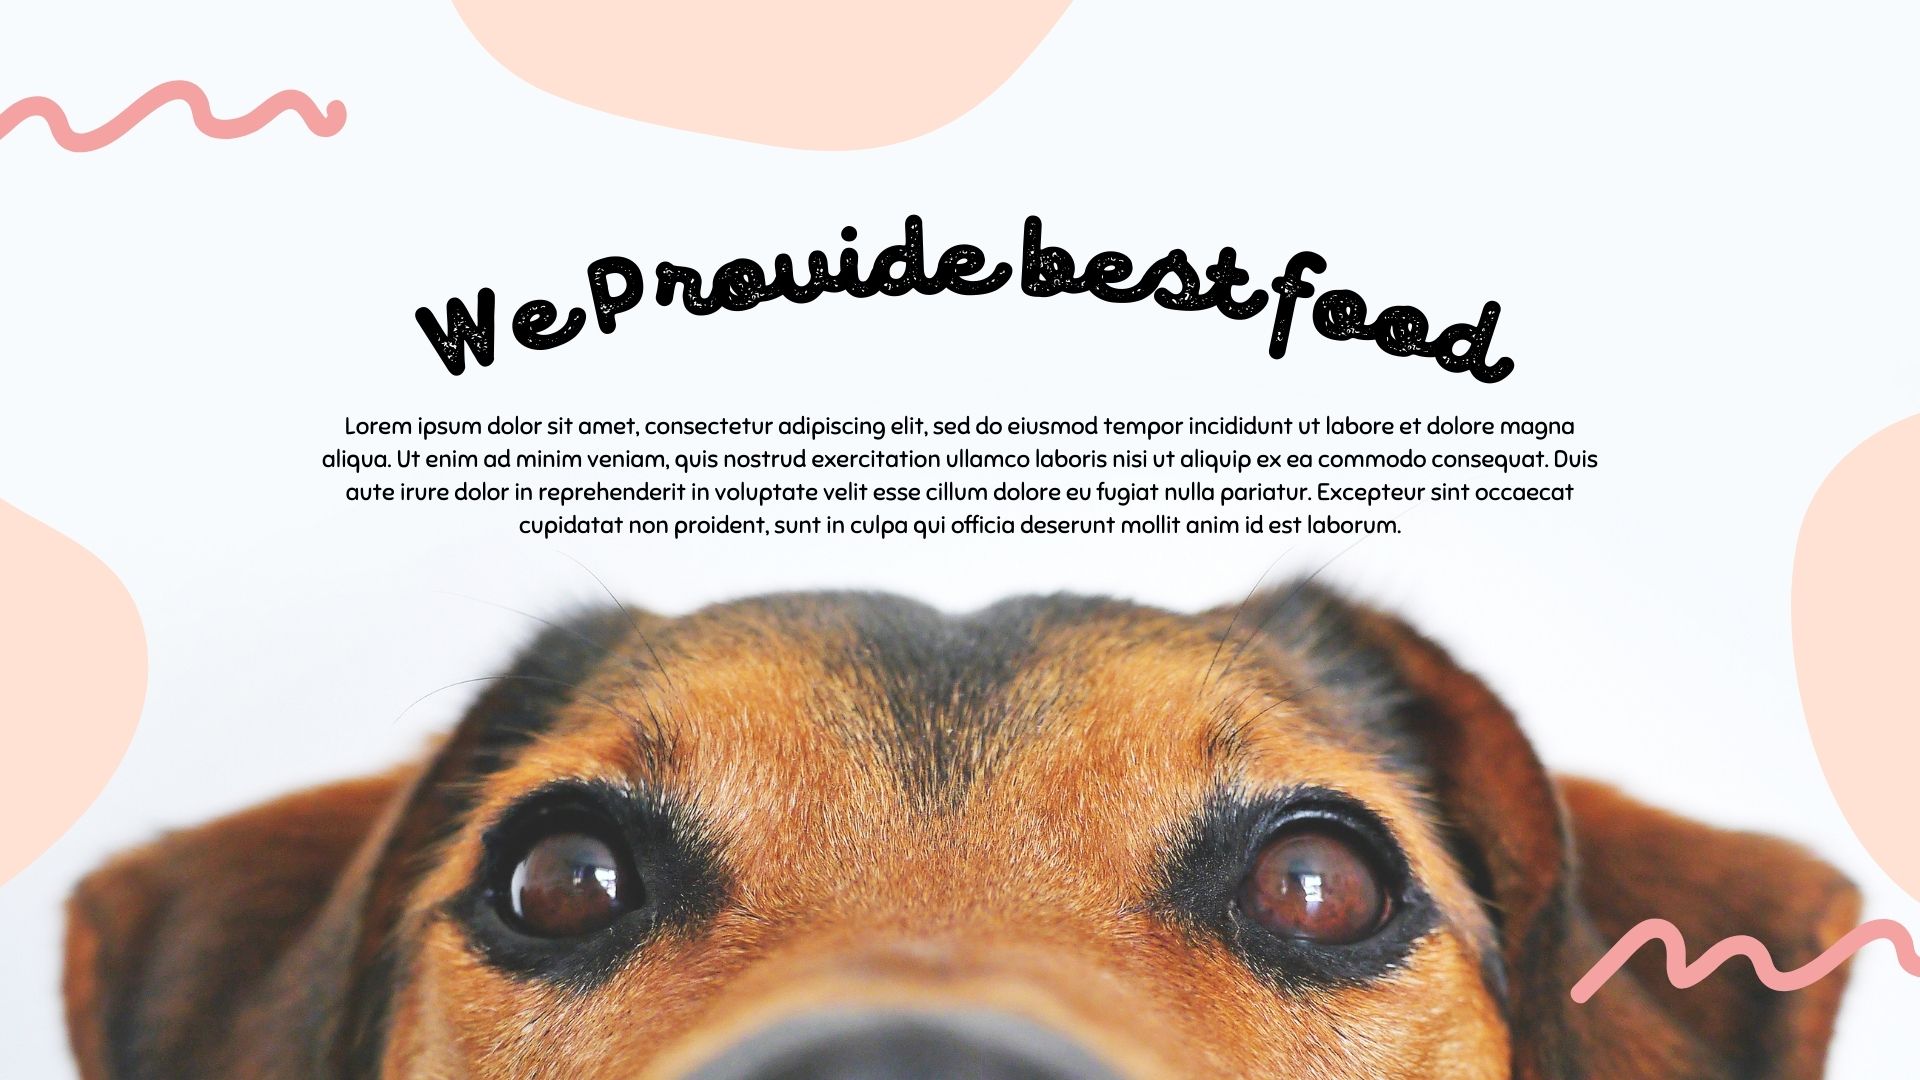 We Provide best food
Lorem ipsum dolor sit amet, consectetur adipiscing elit, sed do eiusmod tempor incididunt ut labore et dolore magna
aliqua. Ut enim ad minim veniam, quis nostrud exercitation ullamco laboris nisi ut aliquip ex ea commodo consequat. Duis
aute irure dolor in reprehenderit in voluptate velit esse cillum dolore eu fugiat nulla pariatur. Excepteur sint occaecat
cupidatat non proident, sunt in culpa qui officia deserunt mollit anim id est laborum.